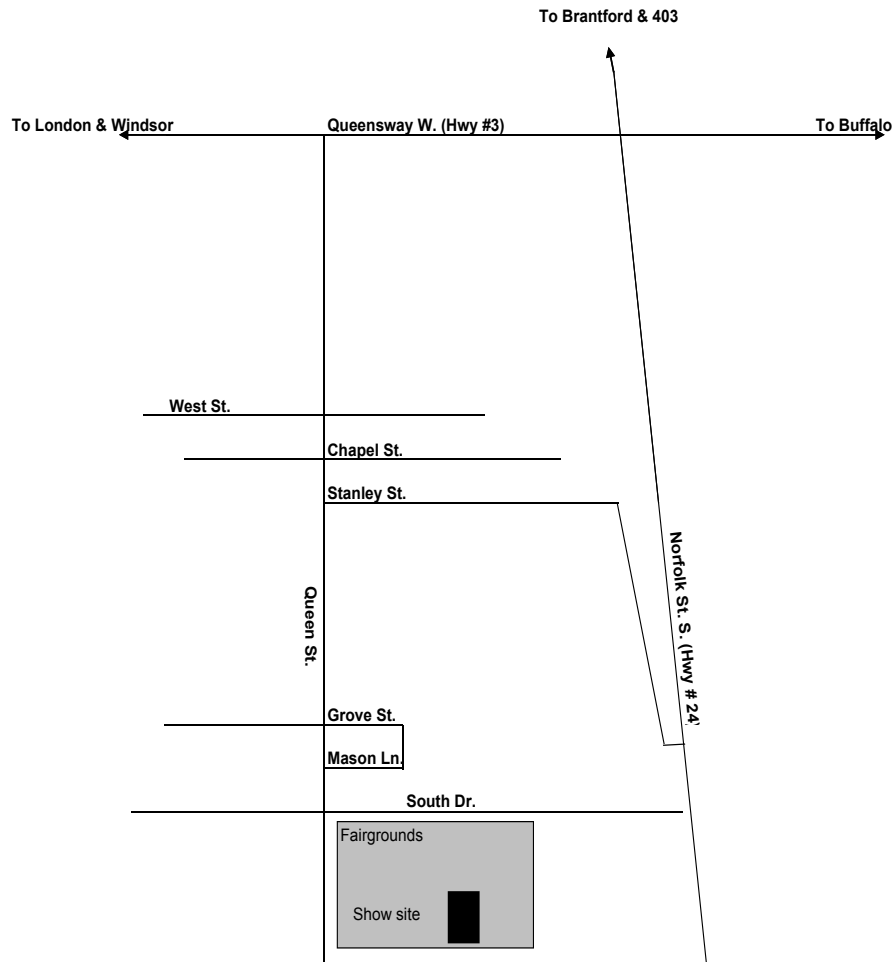 To Brantford & 403
To London & Windsor
Queensway W. (Hwy #3)
To Buffalo
West St.
Chapel St.
Stanley St.
Norfolk St. S. (Hwy # 24)
Queen St.
Grove St.
Mason Ln.
South Dr.
Fairgrounds
Show site